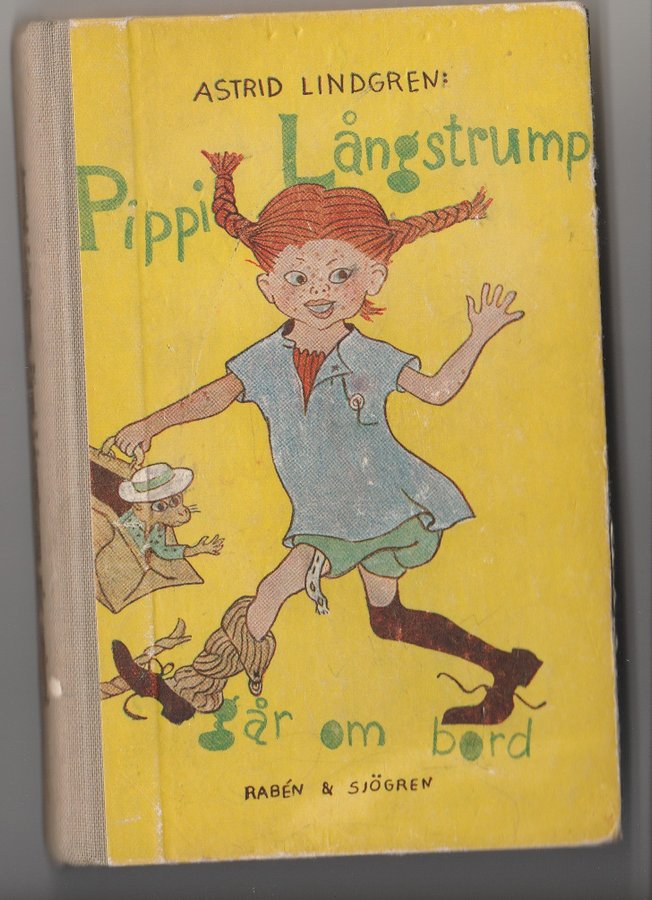 ASTRID LINDGREN:
Pippi Långstrump
går om bord
RABÉN & SJÖGREN